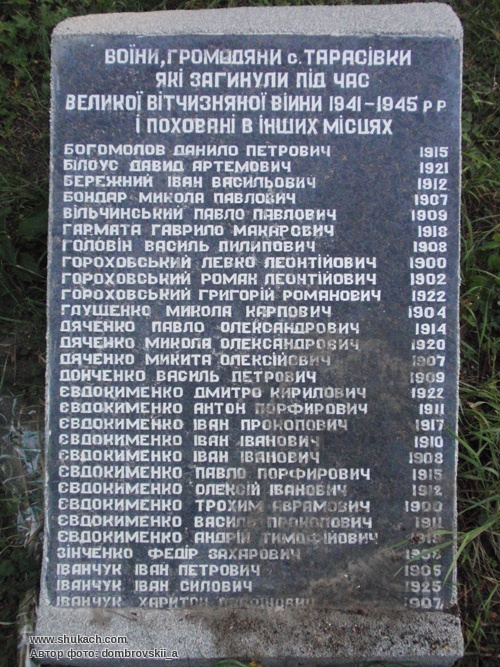 ВОЇНИ, ГРОМАДЯНИ с. ТАРАСІВКИ
ЯКІ ЗАГИНУЛИ ПІД ЧАС
ВЕЛИКОЇ ВІТЧИЗНЯНОЇ ВІЙНИ 1941-1945 р р
І ПОХОВАНІ В ІНШИХ МІСЦЯХ
БОГОМОЛОВ ДАНИЛО ПЕТРОВИЧ 1915
БІЛОУС ДАВИД АРТЕМОВИЧ 1921
БЕРЕЖНИЙ ІВАН ВАСИЛЬОВИЧ 1912
БОНДАР МИКОЛА ПАВЛОВИЧ 1907
ВІЛЬЧИНСЬКИЙ ПАВЛО ПАВЛОВИЧ 1909
ГАРМАТА ГАВРИЛО МАКАРОВИЧ 1918
ГОЛОВІН ВАСИЛЬ ПИЛИПОВИЧ 1908
ГОРОХОВСЬКИЙ ЛЕВКО ЛЕОНТІЙОВИЧ 1900
ГОРОХОВСЬКИЙ РОМАН ЛЕОНТІЙОВИЧ 1902
ГОРОХОВСЬКИЙ ГРИГОРІЙ РОМАНОВИЧ 1922
ГЛУЩЕНКО МИКОЛА КАРПОВИЧ 1904
ДЯЧЕНКО ПАВЛО ОЛЕКСАНДРОВИЧ 1914
ДЯЧЕНКО МИКОЛА ОЛЕКСАНДРОВИЧ 1920
ДЯЧЕНКО МИКИТА ОЛЕКСІЙОВИЧ 1907
ДОНЧЕНКО ВАСИЛЬ ПЕТРОВИЧ 1909
ЄВДОКИМЕНКО ДМИТРО КИРИЛОВИЧ 1922
ЄВДОКИМЕНКО АНТОН ПОРФИРОВИЧ 1911
ЄВДОКИМЕНКО ІВАН ПРОКОПОВИЧ 1917
ЄВДОКИМЕНКО ІВАН ІВАНОВИЧ 1910
ЄВДОКИМЕНКО ІВАН ІВАНОВИЧ 1908
ЄВДОКИМЕНКО ПАВЛО ПОРФИРОВИЧ 1915
ЄВДОКИМЕНКО ОЛЕКСІЙ ІВАНОВИЧ 1912
ЄВДОКИМЕНКО ТРОХИМ АВРАМОВИЧ 1900
ЄВДОКИМЕНКО ВАСИЛЬ ПРОКОПОВИЧ 1911
ЄВДОКИМЕНКО АНДРІЙ ТИМОФІЙОВИЧ 1918
ЗІНЧЕНКО ФЕДІР ЗАХАРОВИЧ
ІВАНЧУК ІВАН ПЕТРОВИЧ 1905
ІВАНЧУК ІВАН СИЛОВИЧ 1925
ІВАНЧУК ХАРИТОН 1907
www.shukach.com
Автор фото: dombrovskii_a